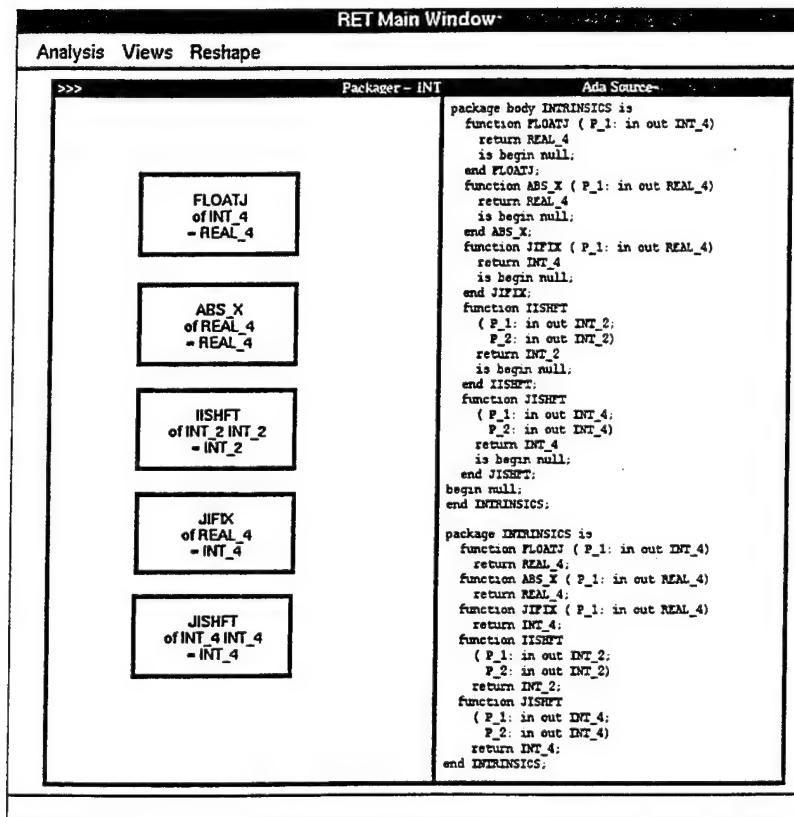 RET Main Window
Analysis Views Reshape
>>> Packager – INT
FLOATJ
of INT_4
= REAL_4
ABS_X
of REAL_4
= REAL_4
IISHFT
of INT_2 INT_2
= INT_2
JIFIX
of REAL_4
= INT_4
JISHFT
of INT_4 INT_4
= INT_4
Ada Source
package body INTRINSICS is
function FLOATJ ( P_1: in out INT_4)
return REAL_4
is begin null;
end FLOATJ;
function ABS_X ( P_1: in out REAL_4)
return REAL_4
is begin null;
end ABS_X;
function JIFIX ( P_1: in out REAL_4)
return INT_4
is begin null;
end JIFIX;
function IISHFT
( P_1: in out INT_2;
P_2: in out INT_2)
return INT_2
is begin null;
end IISHFT;
function JISHFT
( P_1: in out INT_4;
P_2: in out INT_4)
return INT_4
is begin null;
end JISHFT;
begin null;
end INTRINSICS;
package INTRINSICS is
function FLOATJ ( P_1: in out INT_4)
return REAL_4;
function ABS_X ( P_1: in out REAL_4)
return REAL_4;
function JIFIX ( P_1: in out REAL_4)
return INT_4;
function IISHFT
( P_1: in out INT_2;
P_2: in out INT_2)
return INT_2;
function JISHFT
( P_1: in out INT_4;
P_2: in out INT_4)
return INT_4;
end INTRINSICS;